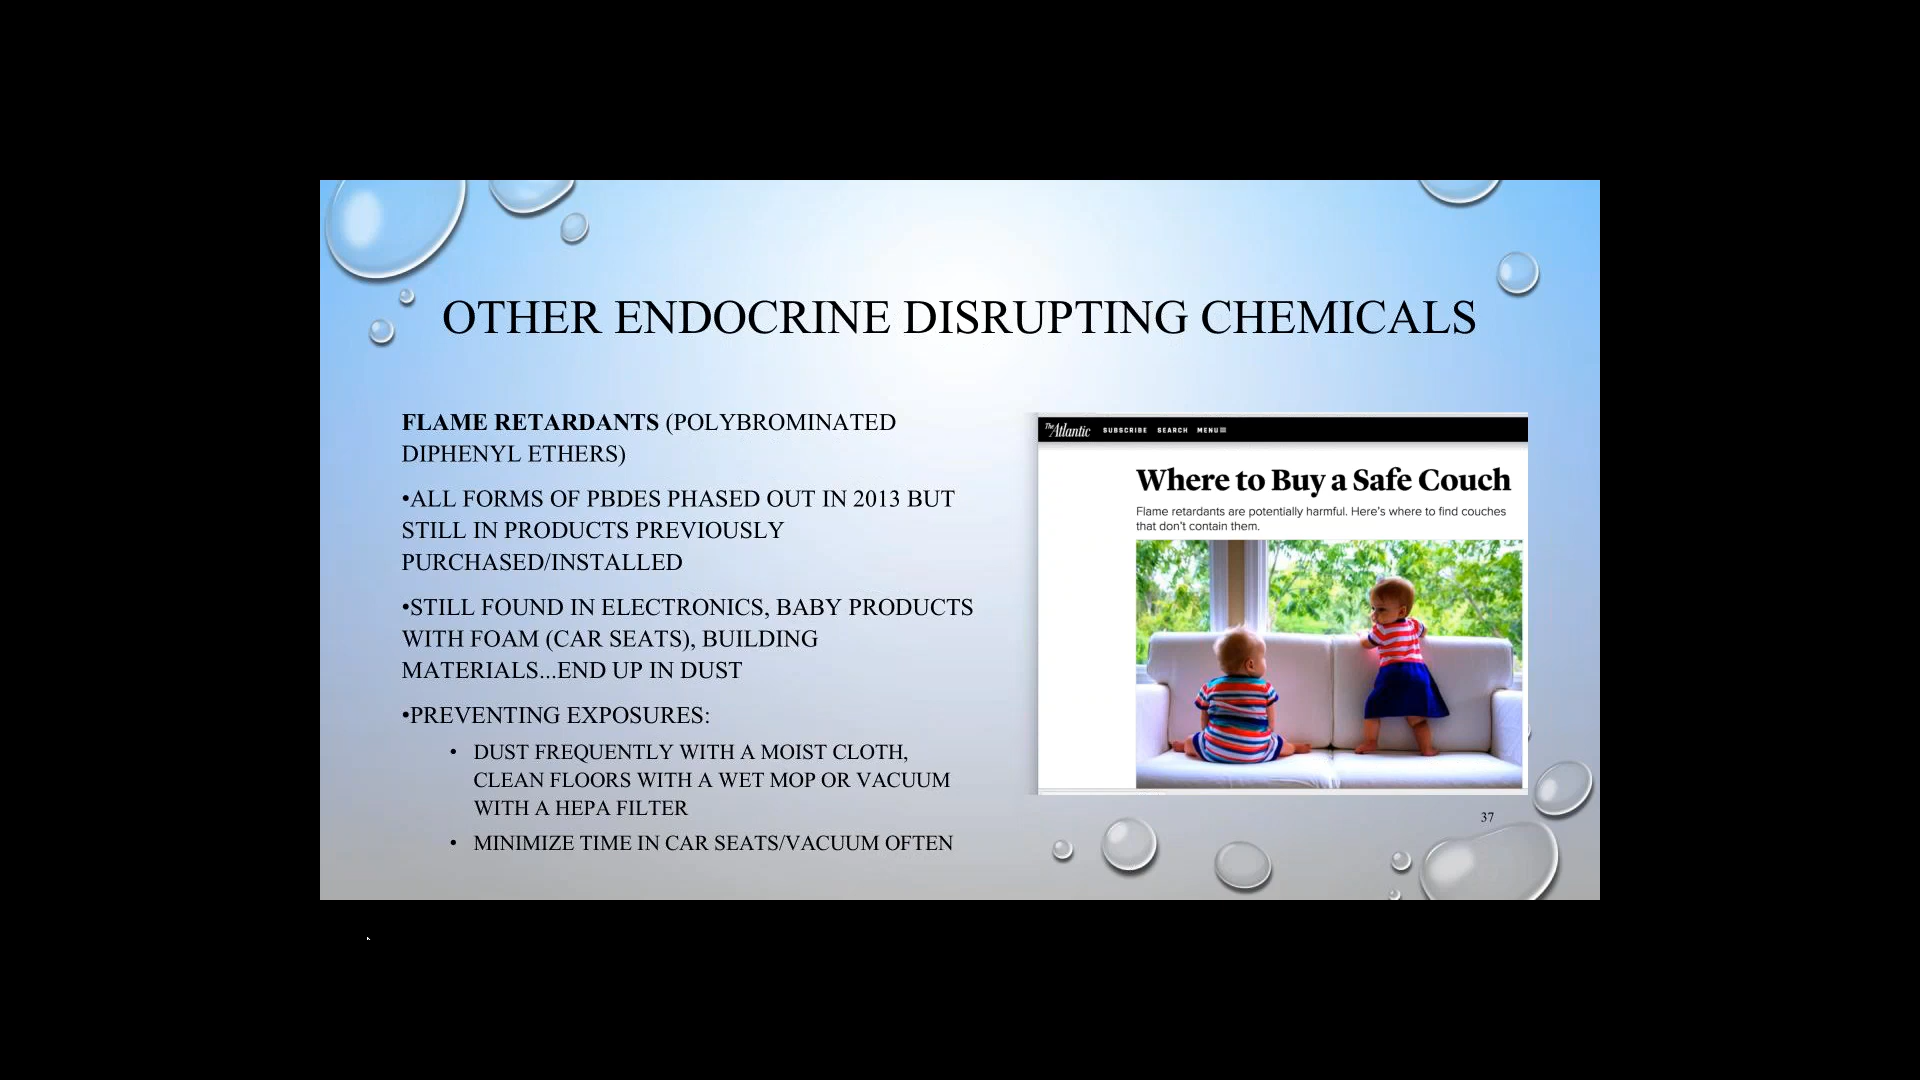 OTHER ENDOCRINE DISRUPTING CHEMICALS
FLAME RETARDANTS (POLYBROMINATED
DIPHENYL ETHERS)
•ALL FORMS OF PBDES PHASED OUT IN 2013 BUT
STILL IN PRODUCTS PREVIOUSLY
PURCHASED/INSTALLED
•STILL FOUND IN ELECTRONICS, BABY PRODUCTS
WITH FOAM (CAR SEATS), BUILDING
MATERIALS...END UP IN DUST
•PREVENTING EXPOSURES:
• DUST FREQUENTLY WITH A MOIST CLOTH,
CLEAN FLOORS WITH A WET MOP OR VACUUM
WITH A HEPA FILTER
• MINIMIZE TIME IN CAR SEATS/VACUUM OFTEN
The Atlantic SUBSCRIBE SEARCH MENU
Where to Buy a Safe Couch
Flame retardants are potentially harmful. Here's where to find couches
that don't contain them.
37